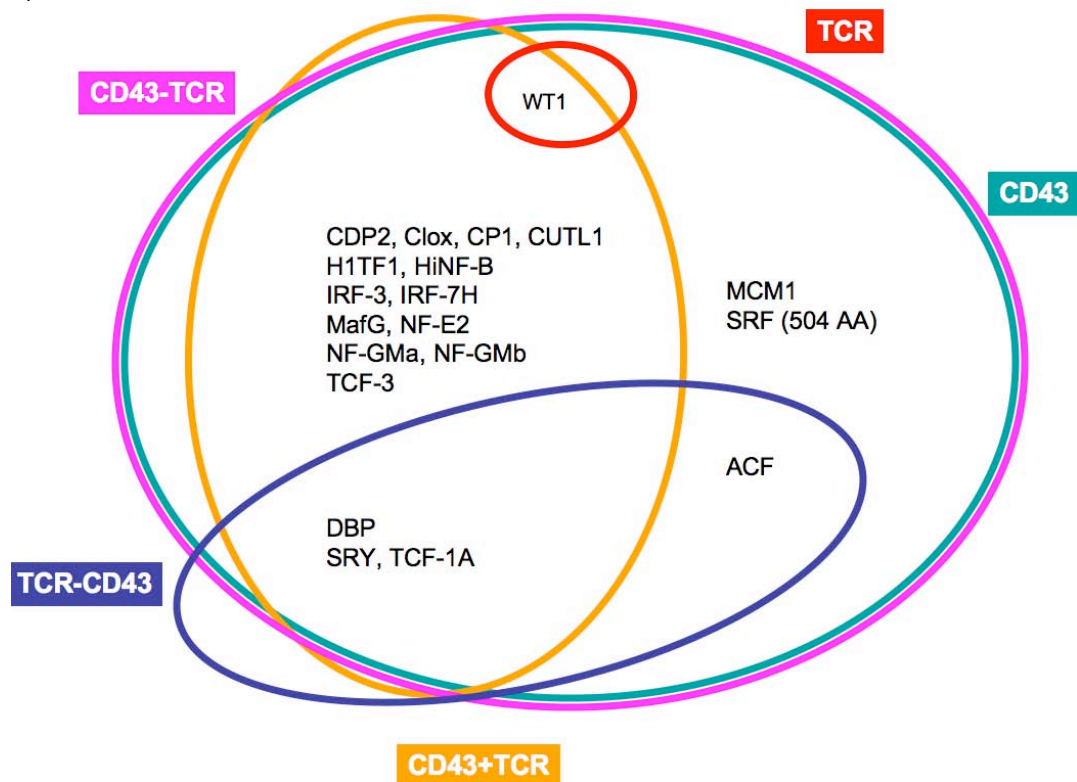 TCR
CD43-TCR
WT1
CD43
CDP2, Clox, CP1, CUTL1
H1TF1, HiNF-B
IRF-3, IRF-7H
MafG, NF-E2
NF-GMa, NF-GMb
TCF-3
MCM1
SRF (504 AA)
ACF
DBP
SRY, TCF-1A
TCR-CD43
CD43+TCR